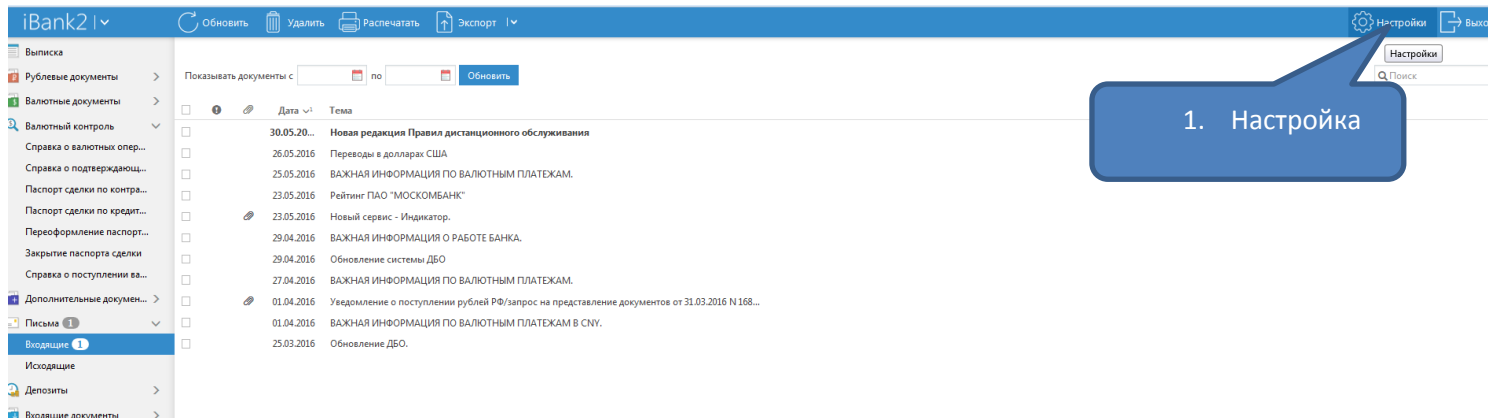 iBank2
Обновить Удалить Распечатать Экспорт
Настройки Выхо
Настройки
Поиск
1. Настройка
Выписка
Рублевые документы
Валютные документы
Валютный контроль
Справка о валютных опер...
Справка о подтверждающ...
Паспорт сделки по контра...
Паспорт сделки по кредит...
Переоформление паспорт...
Закрытие паспорта сделки
Справка о поступлении ва...
Дополнительные докумен...
Письма 1
Входящие 1
Исходящие
Депозиты
Входящие документы
Показывать документы с по Обновить
Дата 1 Тема
30.05.20... Новая редакция Правил дистанционного обслуживания
26.05.2016 Переводы в долларах США
25.05.2016 ВАЖНАЯ ИНФОРМАЦИЯ ПО ВАЛЮТНЫМ ПЛАТЕЖАМ.
23.05.2016 Рейтинг ПАО "МОСКОМБАНК"
23.05.2016 Новый сервис - Индикатор.
29.04.2016 ВАЖНАЯ ИНФОРМАЦИЯ О РАБОТЕ БАНКА.
29.04.2016 Обновление системы ДБО
27.04.2016 ВАЖНАЯ ИНФОРМАЦИЯ ПО ВАЛЮТНЫМ ПЛАТЕЖАМ.
01.04.2016 Уведомление о поступлении рублей РФ/запрос на представление документов от 31.03.2016 N 168...
01.04.2016 ВАЖНАЯ ИНФОРМАЦИЯ ПО ВАЛЮТНЫМ ПЛАТЕЖАМ В CNY.
25.03.2016 Обновление ДБО.